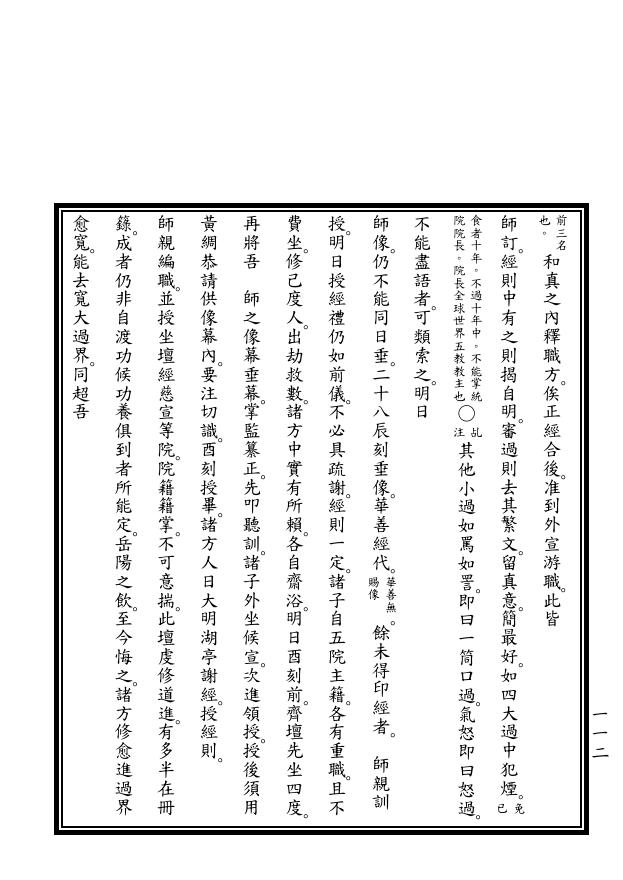 前三名也。和真之內釋職方。俟正經合後。准到外宣游職。此皆
師訂。經則中有之則揭自明。審過則去其繁文。留真意。簡最好。如四大過中犯煙。免已
食者十年。不過十年中。不能掌統院院長。院長全球世界五教教主也〇乩注其他小過如罵如詈。即曰一筒口過。氣怒即曰怒過。
不能盡語者。可類索之。明日
師像。仍不能同日垂。二十八辰刻垂像。華善經代。華善無賜像。餘未得印經者。 師親訓
授。明日授經禮仍如前儀。不必具疏謝。經則一定。諸子自五院主籍。各有重職。且不
費坐。修己度人。出劫救數。諸方中實有所賴。各自齋浴。明日酉刻前。齊壇先坐四度。
再將吾 師之像幕垂幕。掌監纂正。先叩聽訓。諸子外坐候宣。次進領授。授後須用
黃綢恭請供像幕內。要注切識。酉刻授畢。諸方人日大明湖亭謝經。授經則。
師親編職。並授坐壇經慈宣等院。院籍籍掌。不可意揣。此壇虔修道進。有多半在冊
籙。成者仍非自渡功候功養俱到者所能定。岳陽之飲。至今悔之。諸方修愈進過界
愈寬。能去寬大過界。同超吾
一一二